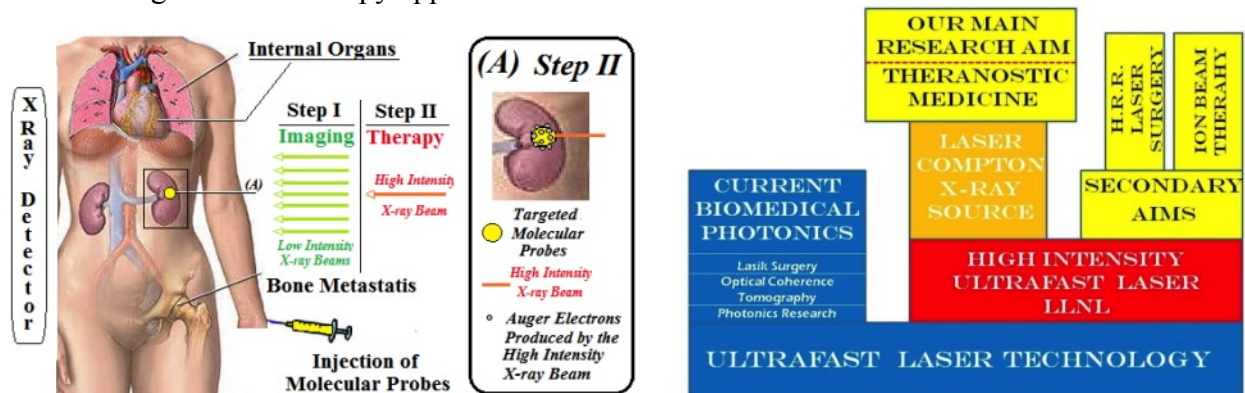 Internal Organs
X
Ray
Detector
Step I
Imaging
Step II
Therapy
High Intensity
X-ray Beam
(A)
Low Intensity
X-ray Beams
Bone Metastatis
Injection of
Molecular Probes
(A) Step II
Targeted
Molecular
Probes
High Intensity
X-ray Beam
Auger Electrons
Produced by the
High Intensity
X-ray Beam
OUR MAIN
RESEARCH AIM
THERANOSTIC
MEDICINE
H.R.R.
LASER
SURGERY
ION BEAM
THERAHY
LASER
COMPTON
X-RAY
SOURCE
SECONDARY
AIMS
CURRENT
BIOMEDICAL
PHOTONICS
Lasik Surgery
Optical Coherence
Tomography
Photonics Research
HIGH INTENSITY
ULTRAFAST LASER
LLNL
ULTRAFAST LASER TECHNOLOGY